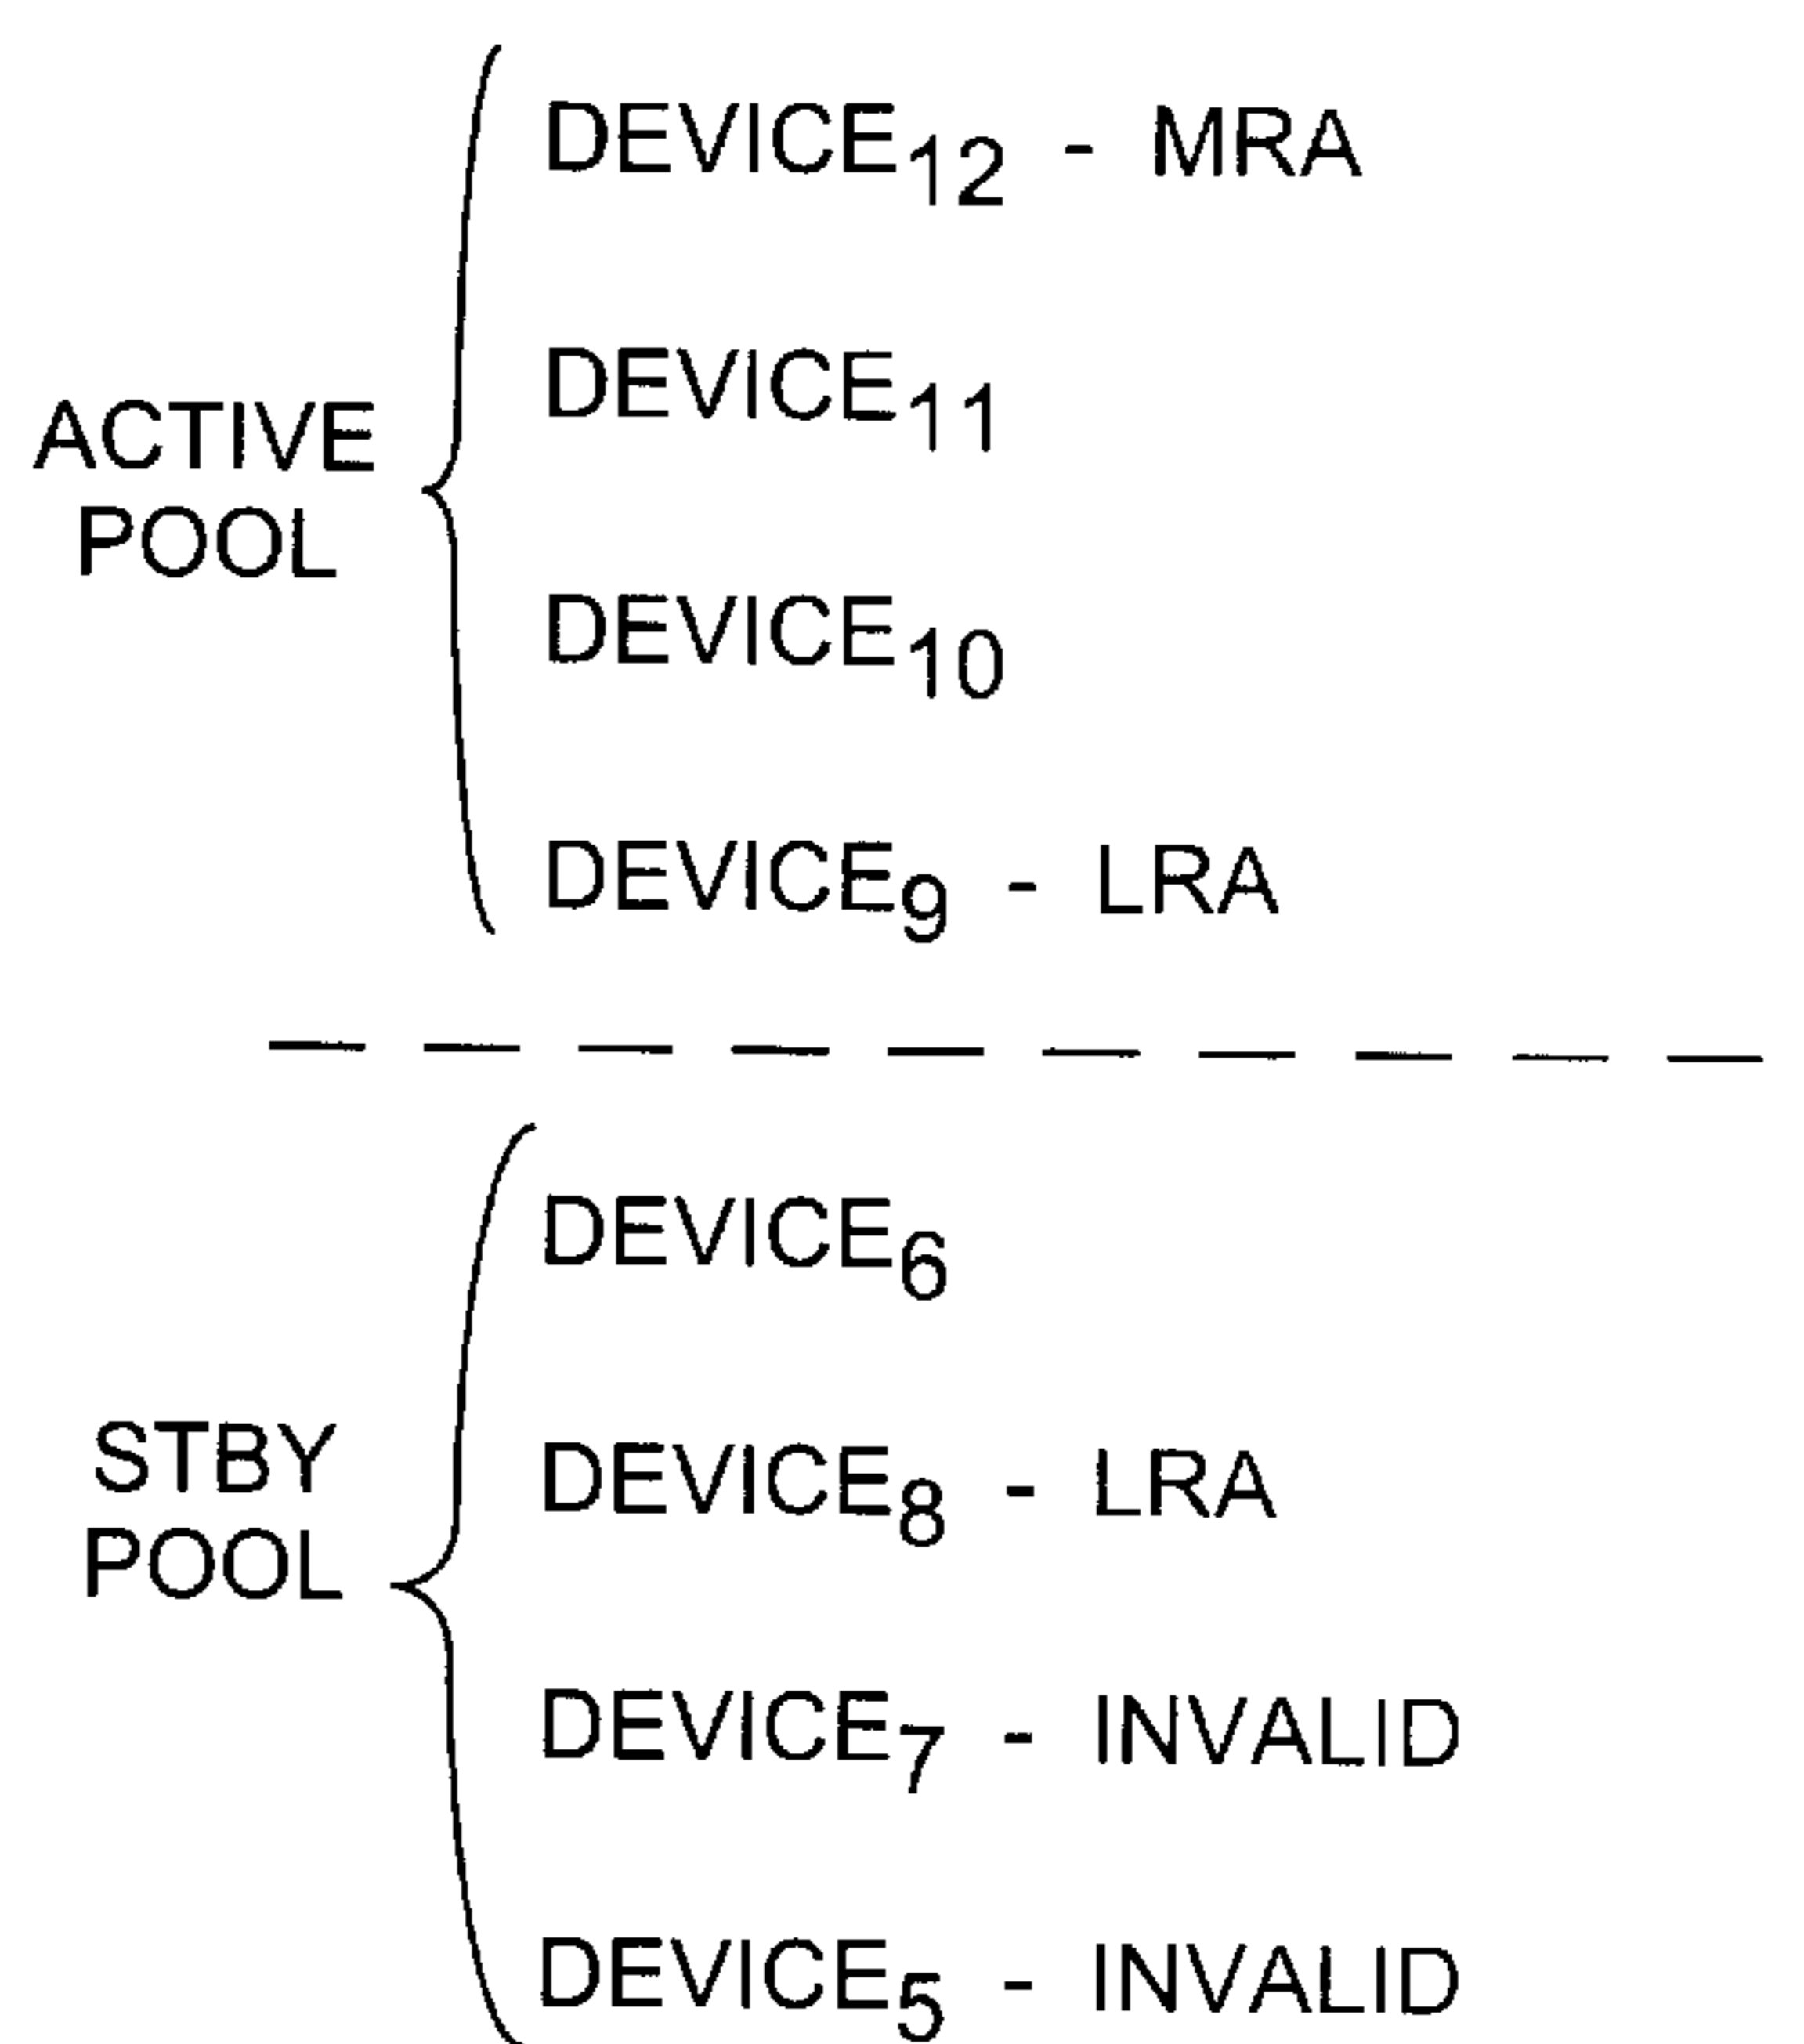 DEVICE₁₂ - MRA
DEVICE₁₁
ACTIVE
POOL
DEVICE₁₀
DEVICE₉ - LRA
DEVICE₆
STBY
POOL
DEVICE₈ - LRA
DEVICE₇ - INVALID
DEVICE₅ - INVALID